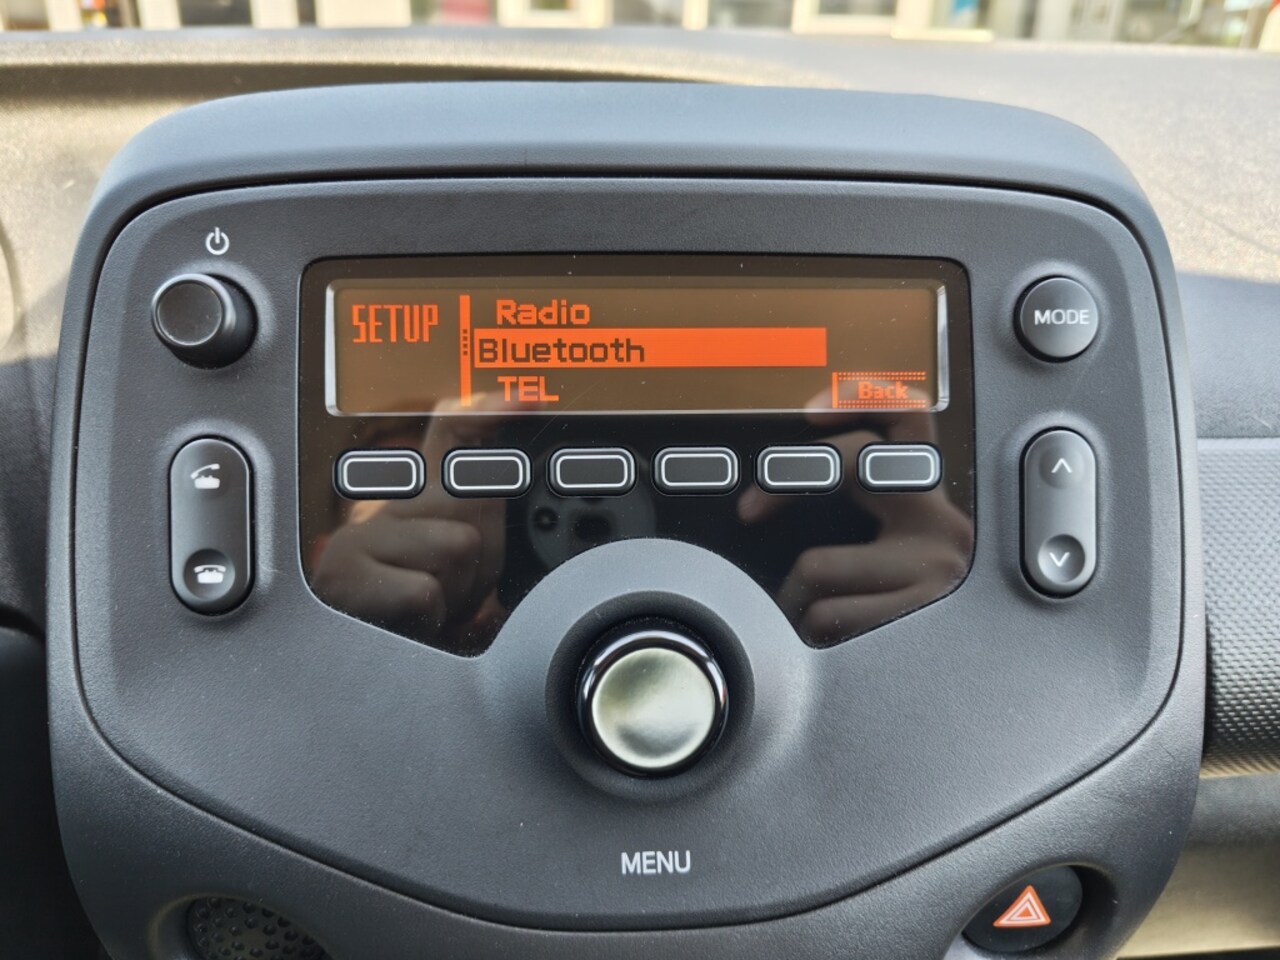 SETUP
Radio
Bluetooth
TEL
Back
MODE
MENU